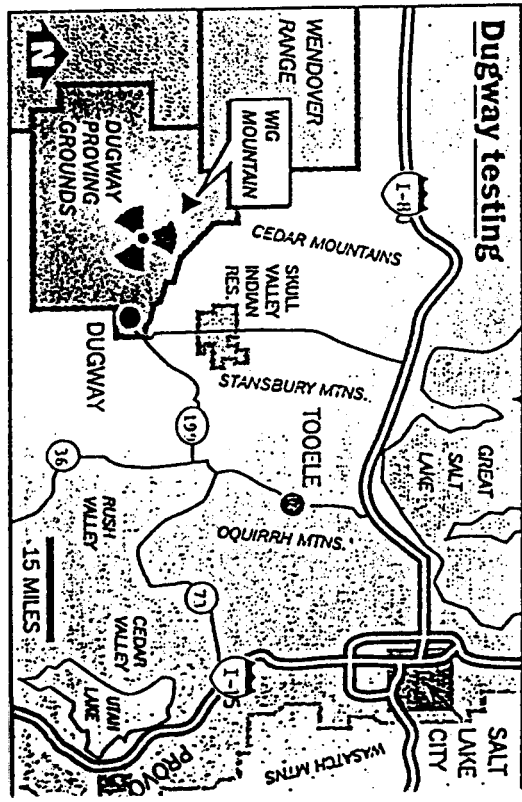 Dugway testing
I-80
GREAT
SALT
LAKE
SALT
LAKE
CITY
WENDOVER
RANGE
WIG
MOUNTAIN
CEDAR MOUNTAINS
SKULL
VALLEY
INDIAN
RES.
STANSBURY MTNS.
TOOELE
OQUIRRH MTNS.
WASATCH MTNS
DUGWAY
PROVING
GROUNDS
DUGWAY
199
36
73
I-15
RUSH
VALLEY
CEDAR
VALLEY
UTAH
LAKE
PROVO
N
15 MILES